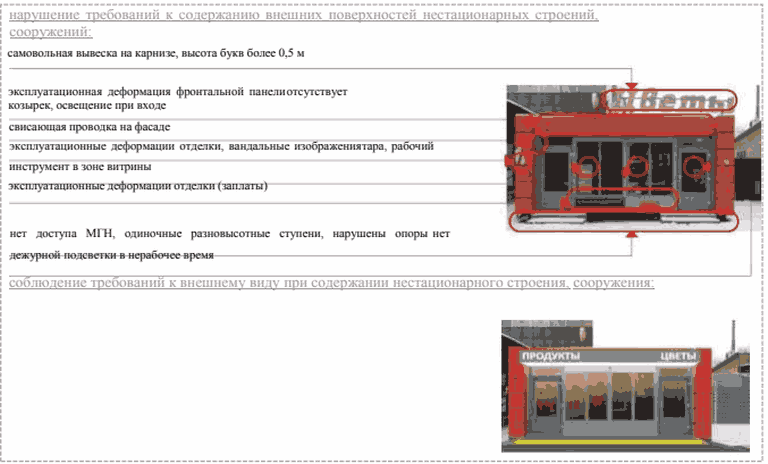 нарушение требований к содержанию внешних поверхностей нестационарных строений,
сооружений:
самовольная вывеска на карнизе, высота букв более 0,5 м
эксплуатационная деформация фронтальной панелиотсутствует
козырек, освещение при входе
свисающая проводка на фасаде
эксплуатационные деформации отделки, вандальные изображениятара, рабочий
инструмент в зоне витрины
эксплуатационные деформации отделки (заплаты)
нет доступа МГН, одиночные разновысотные ступени, нарушены опоры нет
дежурной подсветки в нерабочее время
соблюдение требований к внешнему виду при содержании нестационарного строения, сооружения:
Цветы
ПРОДУКТЫ ЦВЕТЫ